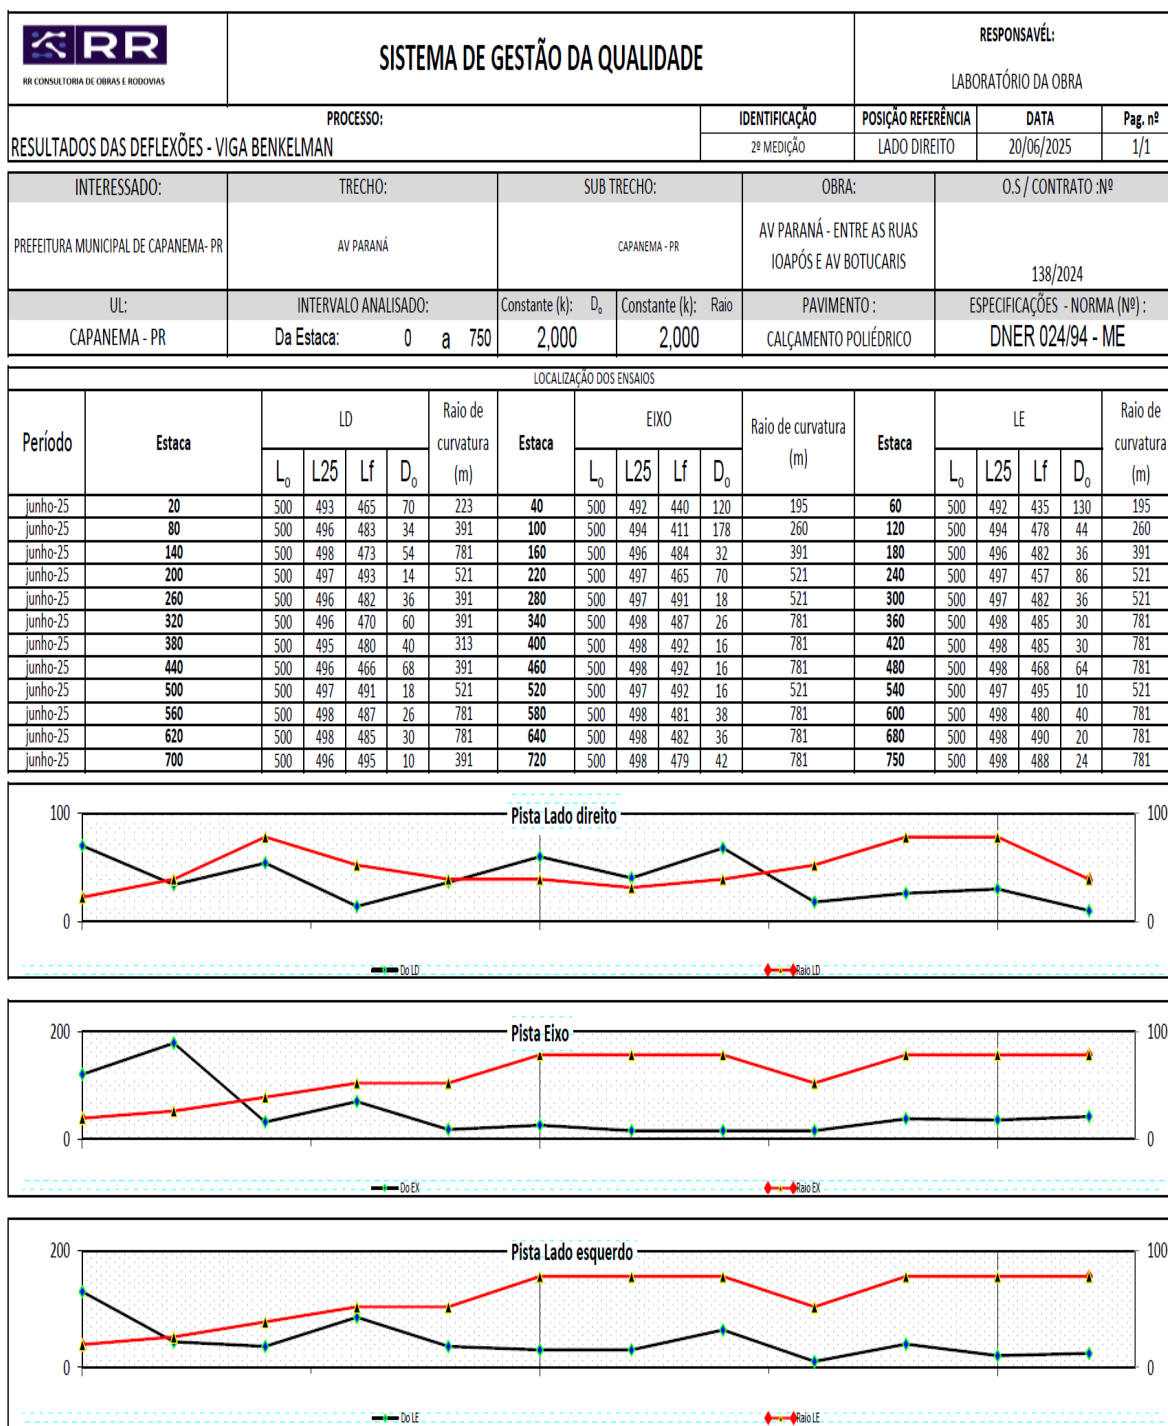 RR
RR CONSULTORIA DE OBRAS E RODOVIAS
SISTEMA DE GESTÃO DA QUALIDADE
RESPONSAVÉL:
LABORATÓRIO DA OBRA
PROCESSO:
RESULTADOS DAS DEFLEXÕES - VIGA BENKELMAN
IDENTIFICAÇÃO
2º MEDIÇÃO
POSIÇÃO REFERÊNCIA
LADO DIREITO
DATA
20/06/2025
Pag. nº
1/1
INTERESSADO: TRECHO: SUB TRECHO: OBRA: O.S / CONTRATO :Nº
PREFEITURA MUNICIPAL DE CAPANEMA- PR
AV PARANÁ
CAPANEMA - PR
AV PARANÁ - ENTRE AS RUAS
IOAPÓS E AV BOTUCARIS
138/2024
UL: INTERVALO ANALISADO: Constante (k): Do Constante (k): Raio PAVIMENTO : ESPECIFICAÇÕES - NORMA (Nº) :
CAPANEMA - PR Da Estaca: 0 a 750 2,000 2,000 CALÇAMENTO POLIÉDRICO DNER 024/94 - ME
LOCALIZAÇÃO DOS ENSAIOS
Período Estaca LD Raio de curvatura (m) Estaca EIXO Raio de curvatura (m) Estaca LE Raio de curvatura (m)
Lo L25 Lf Do Lo L25 Lf Do Lo L25 Lf Do
junho-25 20 500 493 465 70 223 40 500 492 440 120 195 60 500 492 435 130 195
junho-25 80 500 496 483 34 391 100 500 494 411 178 260 120 500 494 478 44 260
junho-25 140 500 498 473 54 781 160 500 496 484 32 391 180 500 496 482 36 391
junho-25 200 500 497 493 14 521 220 500 497 465 70 521 240 500 497 457 86 521
junho-25 260 500 496 482 36 391 280 500 497 491 18 521 300 500 497 482 36 521
junho-25 320 500 496 470 60 391 340 500 498 487 26 781 360 500 498 485 30 781
junho-25 380 500 495 480 40 313 400 500 498 492 16 781 420 500 498 485 30 781
junho-25 440 500 496 466 68 391 460 500 498 492 16 781 480 500 498 468 64 781
junho-25 500 500 497 491 18 521 520 500 497 492 16 521 540 500 497 495 10 521
junho-25 560 500 498 487 26 781 580 500 498 481 38 781 600 500 498 480 40 781
junho-25 620 500 498 485 30 781 640 500 498 482 36 781 680 500 498 490 20 781
junho-25 700 500 496 495 10 391 720 500 498 479 42 781 750 500 498 488 24 781
Pista Lado direito
100 100
0 0
Do LD Raio LD
Pista Eixo
200 100
0 0
Do EX Raio EX
Pista Lado esquerdo
200 100
0 0
Do LE Raio LE